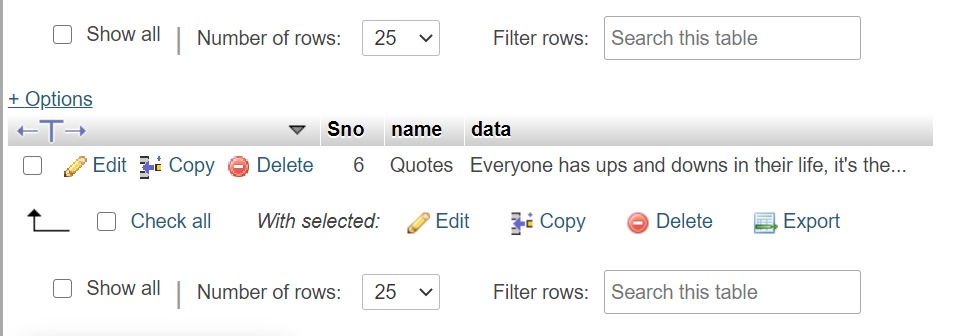 Show all | Number of rows: 25 Filter rows: Search this table
+ Options
←T→ Sno name data
Edit Copy Delete 6 Quotes Everyone has ups and downs in their life, it's the...
Check all With selected: Edit Copy Delete Export
Show all | Number of rows: 25 Filter rows: Search this table